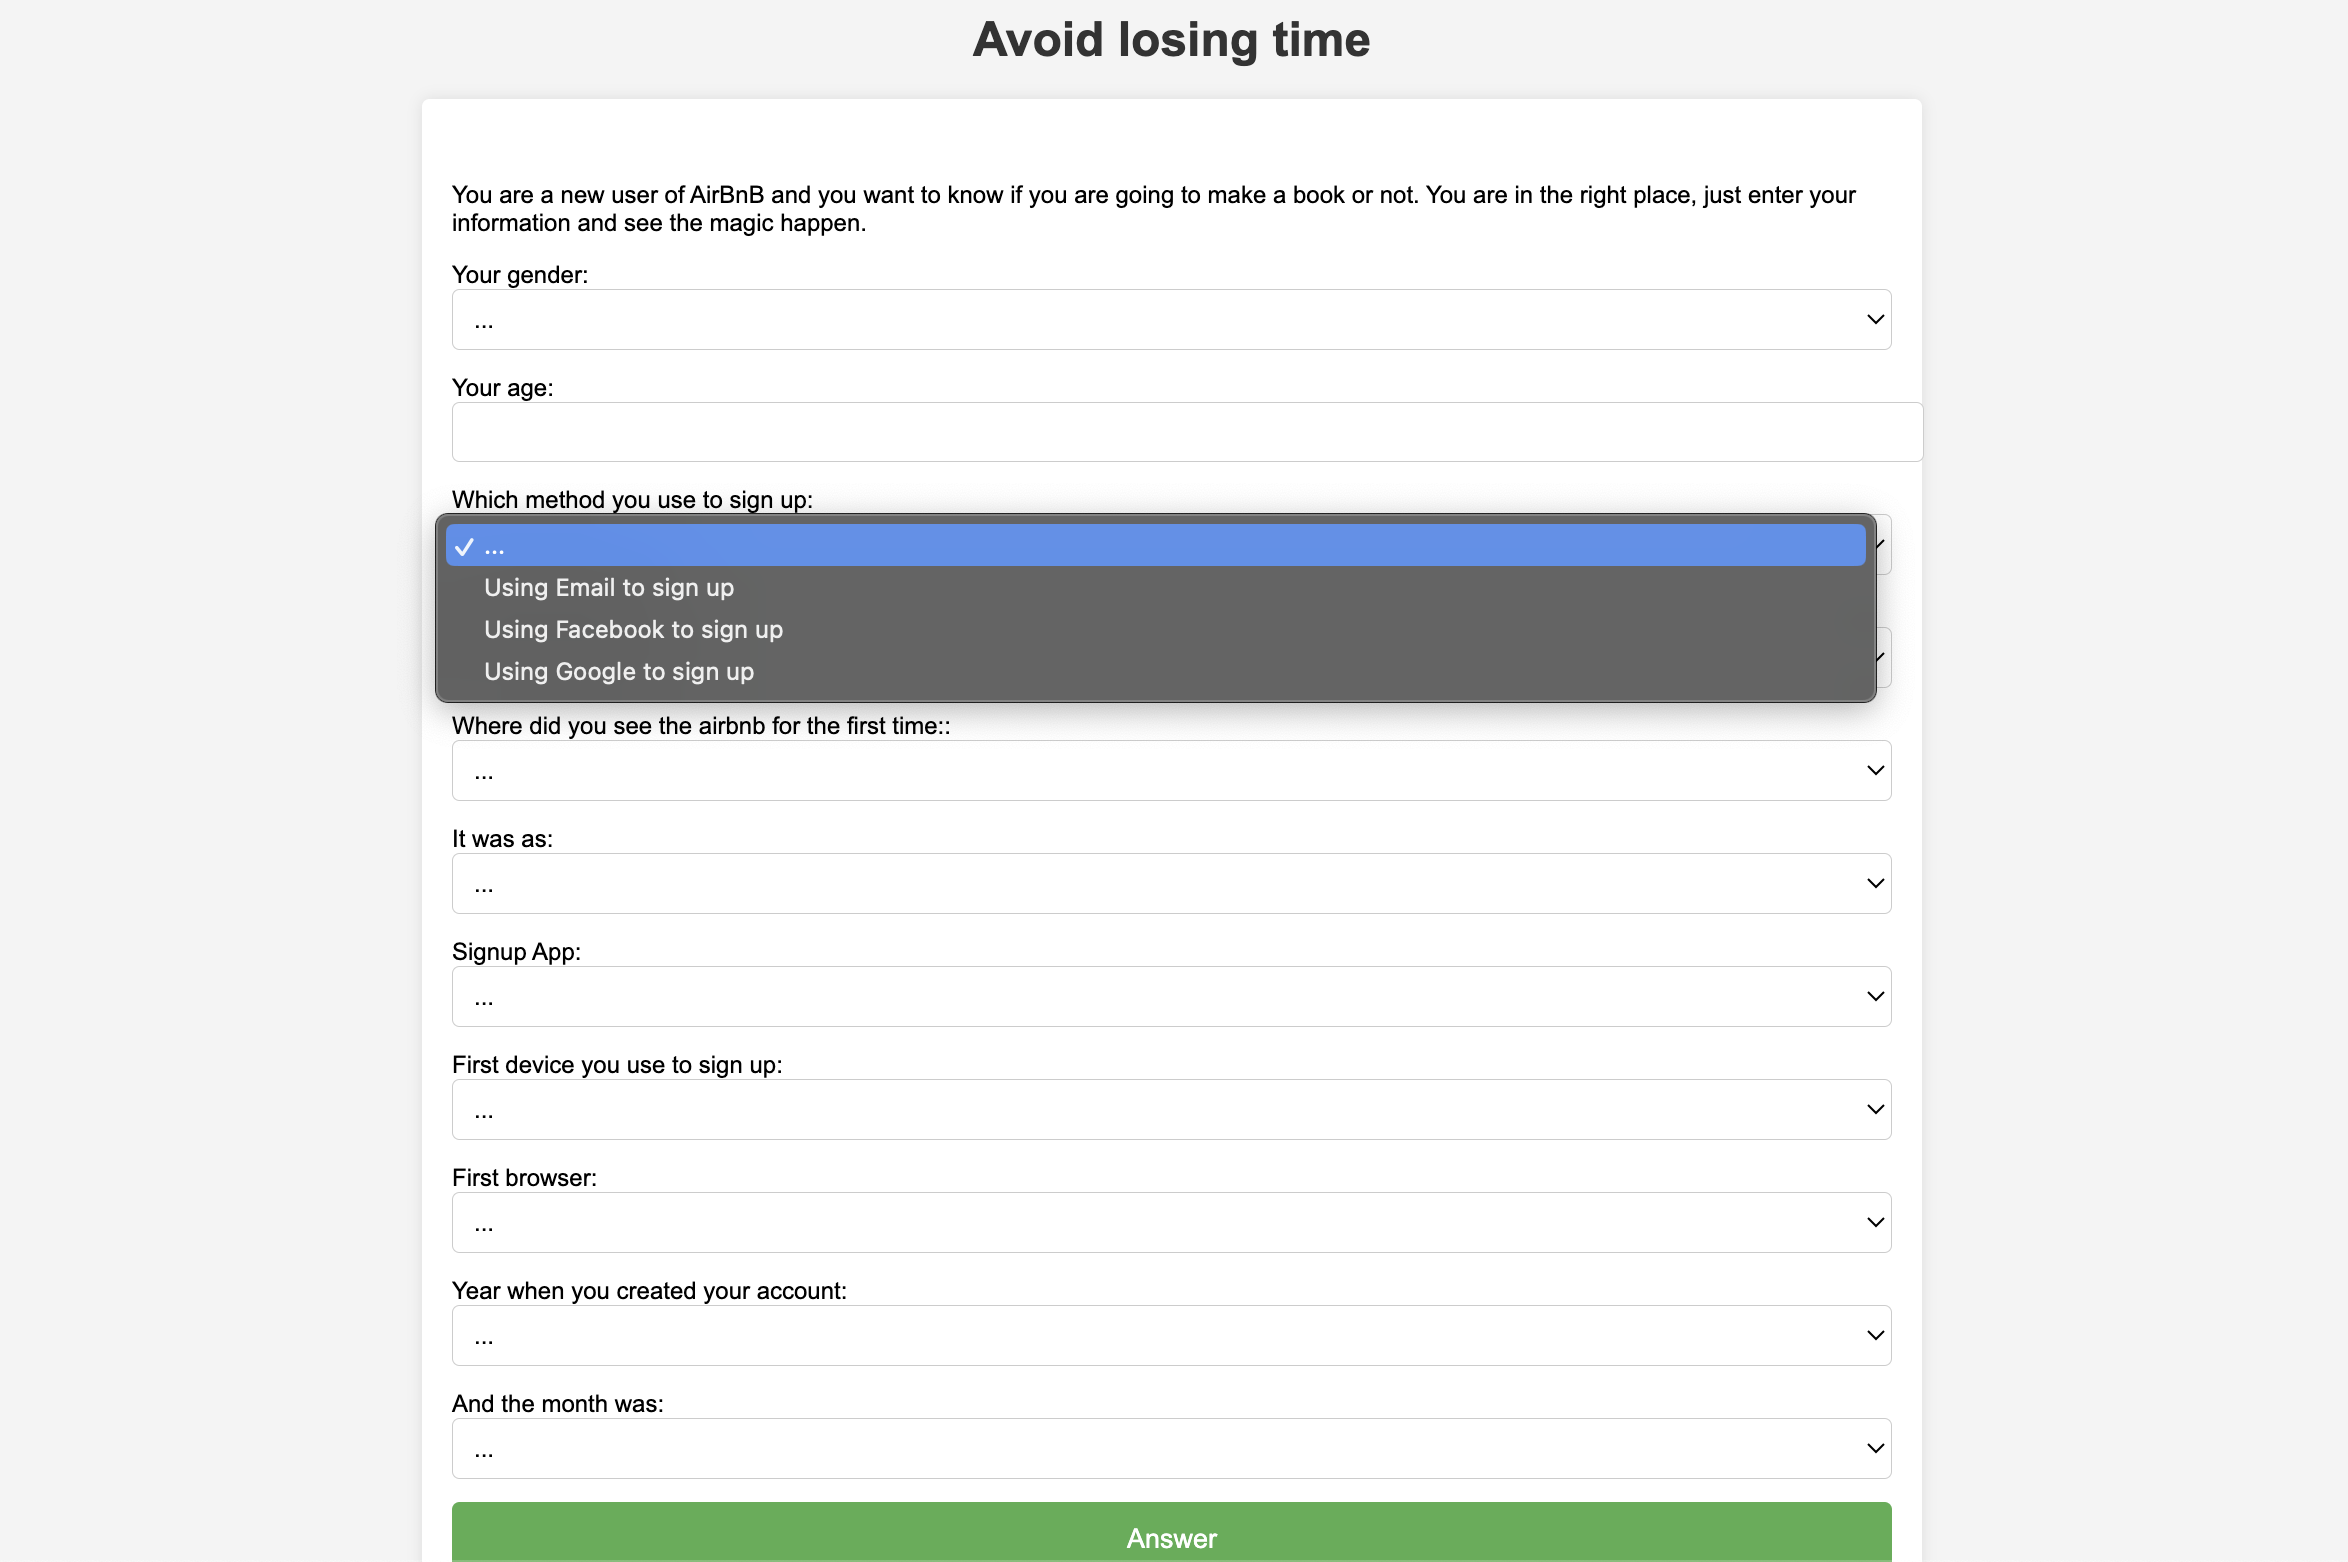 Avoid losing time
You are a new user of AirBnB and you want to know if you are going to make a book or not. You are in the right place, just enter your
information and see the magic happen.
Your gender:
...
Your age:
Which method you use to sign up:
✓ ...
Using Email to sign up
Using Facebook to sign up
Using Google to sign up
Where did you see the airbnb for the first time::
...
It was as:
...
Signup App:
...
First device you use to sign up:
...
First browser:
...
Year when you created your account:
...
And the month was:
...
Answer